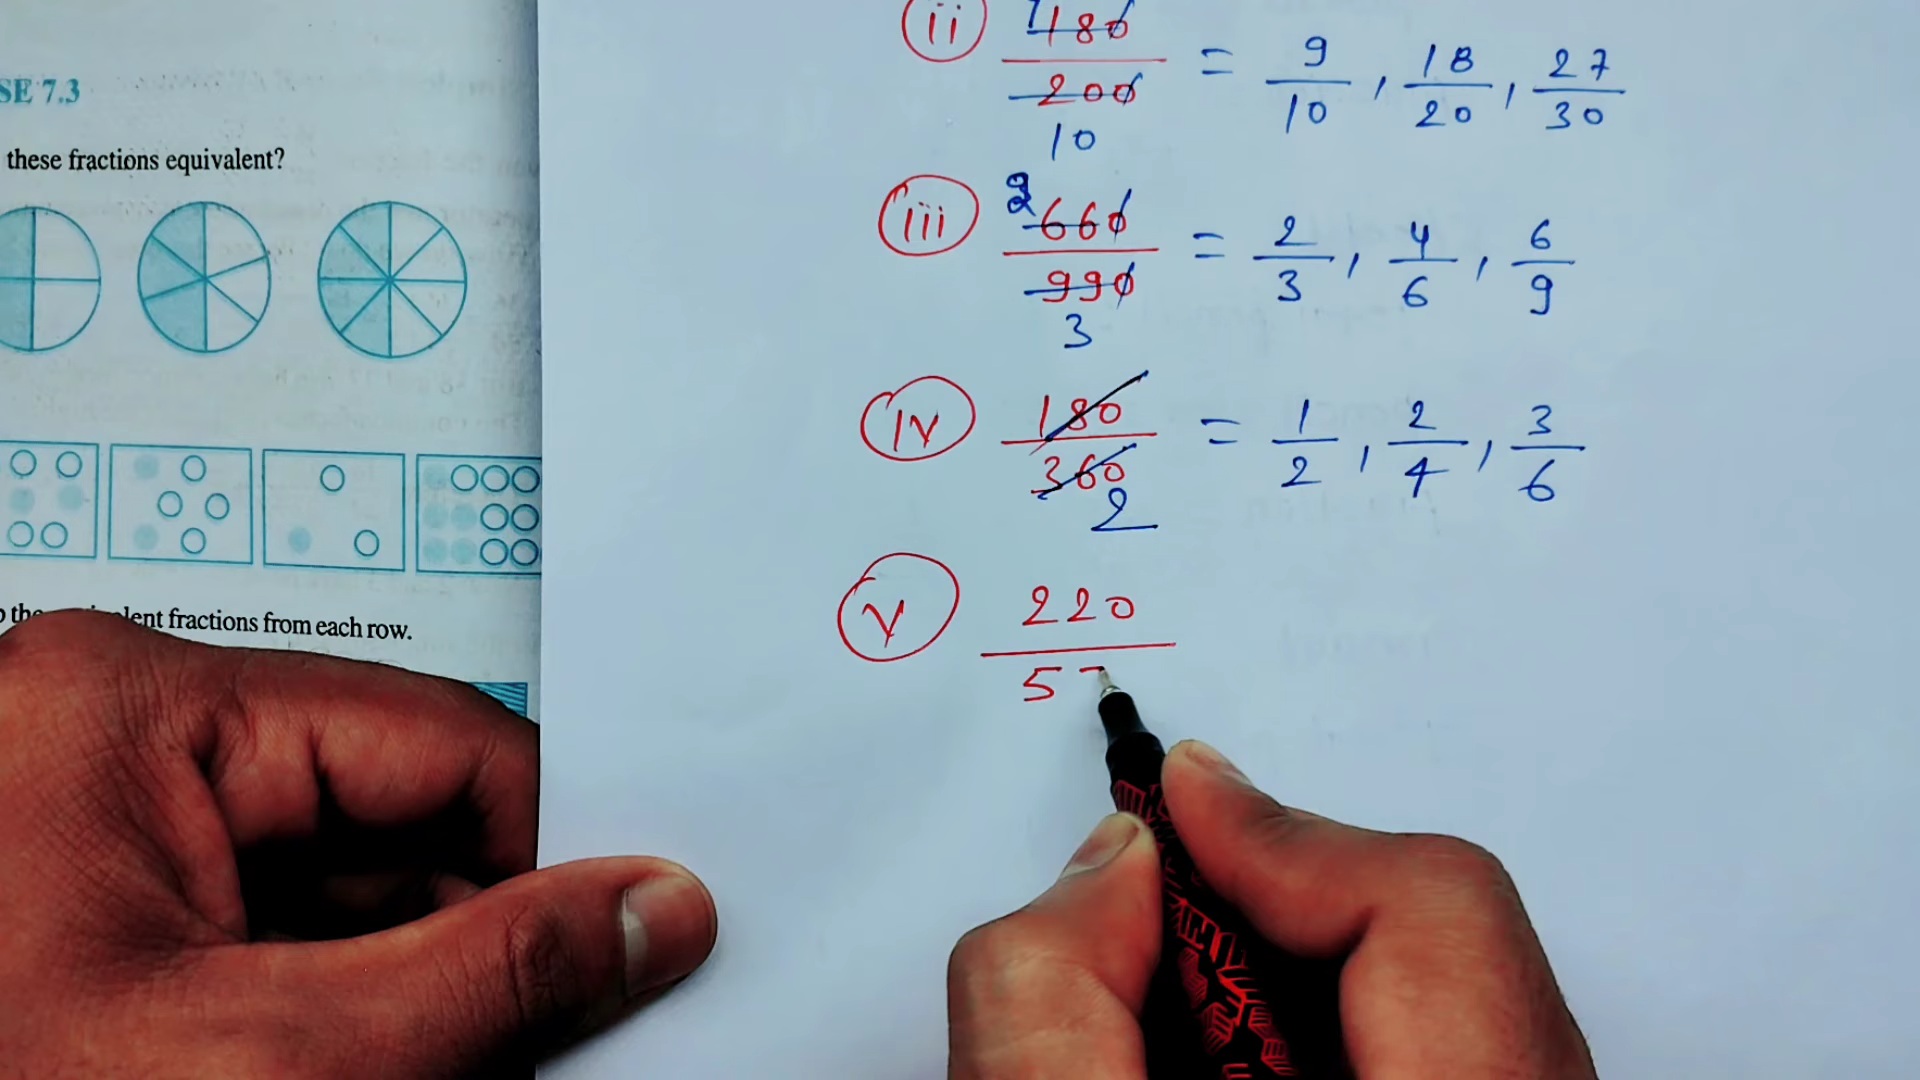 SE 7.3
these fractions equivalent?
lent fractions from each row.
ii 180/200 = 9/10 , 18/20 , 27/30
10
iii 660/990 = 2/3 , 4/6 , 6/9
3
iv 180/360 = 1/2 , 2/4 , 3/6
2
v 220/5